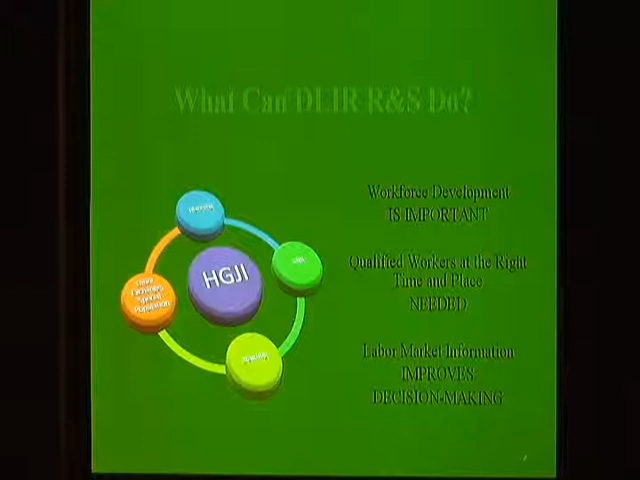 What Can DLIR R&S Do?
Workforce Development
IS IMPORTANT
Qualified Workers at the Right
Time and Place
NEEDED
Labor Market Information
IMPROVES
DECISION-MAKING
HGJI
Population